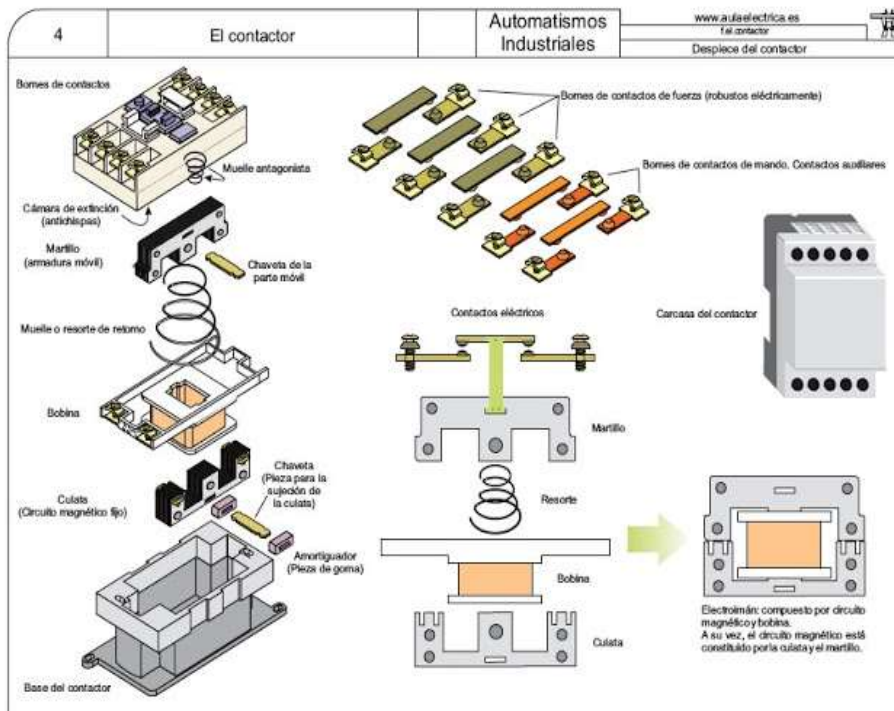 4
El contactor
Automatismos
Industriales
www.aulaelectrica.es
f.el contactor
Despiece del contactor
Bornes de contactos
Muelle antagonista
Cámara de extinción
(antichispas)
Martillo
(armadura móvil)
Chaveta de la
parte móvil
Muelle o resorte de retorno
Bobina
Culata
(Circuito magnético fijo)
Chaveta
(Pieza para la
sujeción de
la culata)
Amortiguador
(Pieza de goma)
Base del contactor
Bornes de contactos de fuerza (robustos eléctricamente)
Bornes de contactos de mando. Contactos auxiliares
Contactos eléctricos
Carcasa del contactor
Martillo
Resorte
Bobina
Culata
Electroimán: compuesto por circuito
magnético y bobina.
A su vez, el circuito magnético está
constituido por la culata y el martillo.